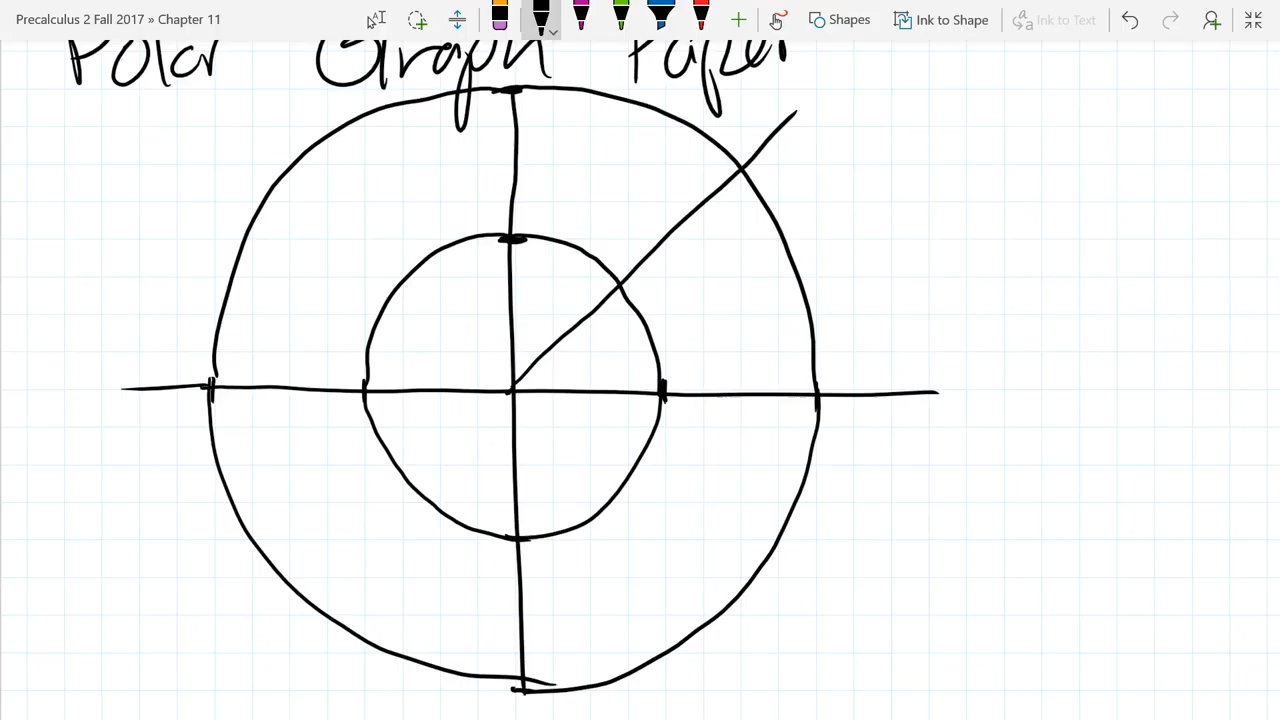 Precalculus 2 Fall 2017 » Chapter 11
Shapes
Ink to Shape
Ink to Text
Polar Graph Paper